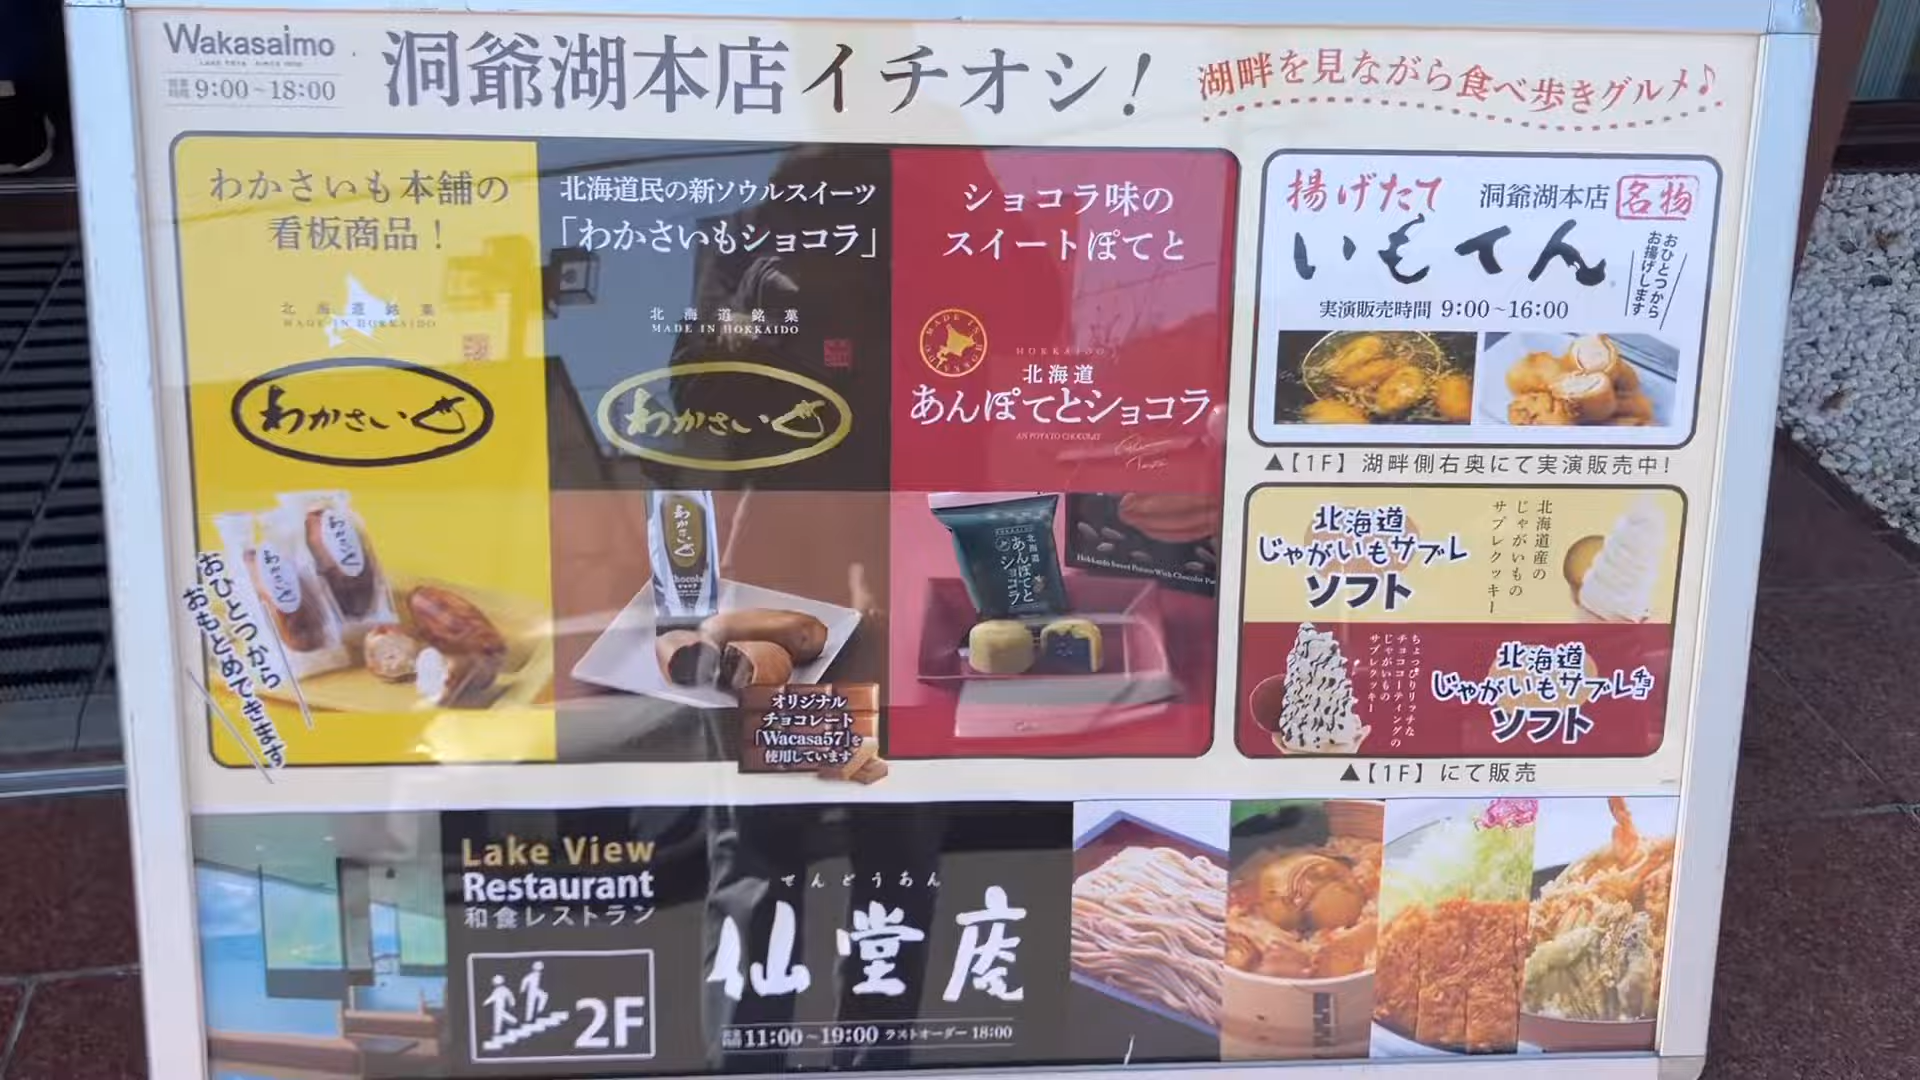 Wakasaimo
LAKE TOYA SINCE 1930
営業時間 9:00~18:00
洞爺湖本店イチオシ!
湖畔を見ながら食べ歩きグルメ♪
わかさいも本舗の
看板商品!
北海道銘菓
MADE IN HOKKAIDO
わかさいも
わかさいも
わかさいも
おひとつから
おもとめできます
北海道民の新ソウルスイーツ
「わかさいもショコラ」
北海道銘菓
MADE IN HOKKAIDO
わかさいも
わかさいも
chocolat
オリジナル
チョコレート
「Wacasa57」を
使用しています
ショコラ味の
スイートぽてと
MADE IN HOKKAIDO
HOKKAIDO
北海道
あんぽてとショコラ
AN POTATO CHOCOLAT
北海道
あんぽてと
ショコラ
Hokkaido Sweet Potato With Chocolat
揚げたて
洞爺湖本店
名物
いもてん
おひとつから
お揚げします
実演販売時間 9:00~16:00
▲【1F】湖畔側右奥にて実演販売中!
北海道
じゃがいもサブレ
ソフト
北海道産の
じゃがいもの
サブレクッキー
ちょっぴりリッチな
チョココーティングの
じゃがいもの
サブレクッキー
北海道
じゃがいもサブレチョコ
ソフト
▲【1F】にて販売
Lake View
Restaurant
和食レストラン
2F
せんどうあん
仙堂庵
営業時間 11:00~19:00 ラストオーダー 18:00